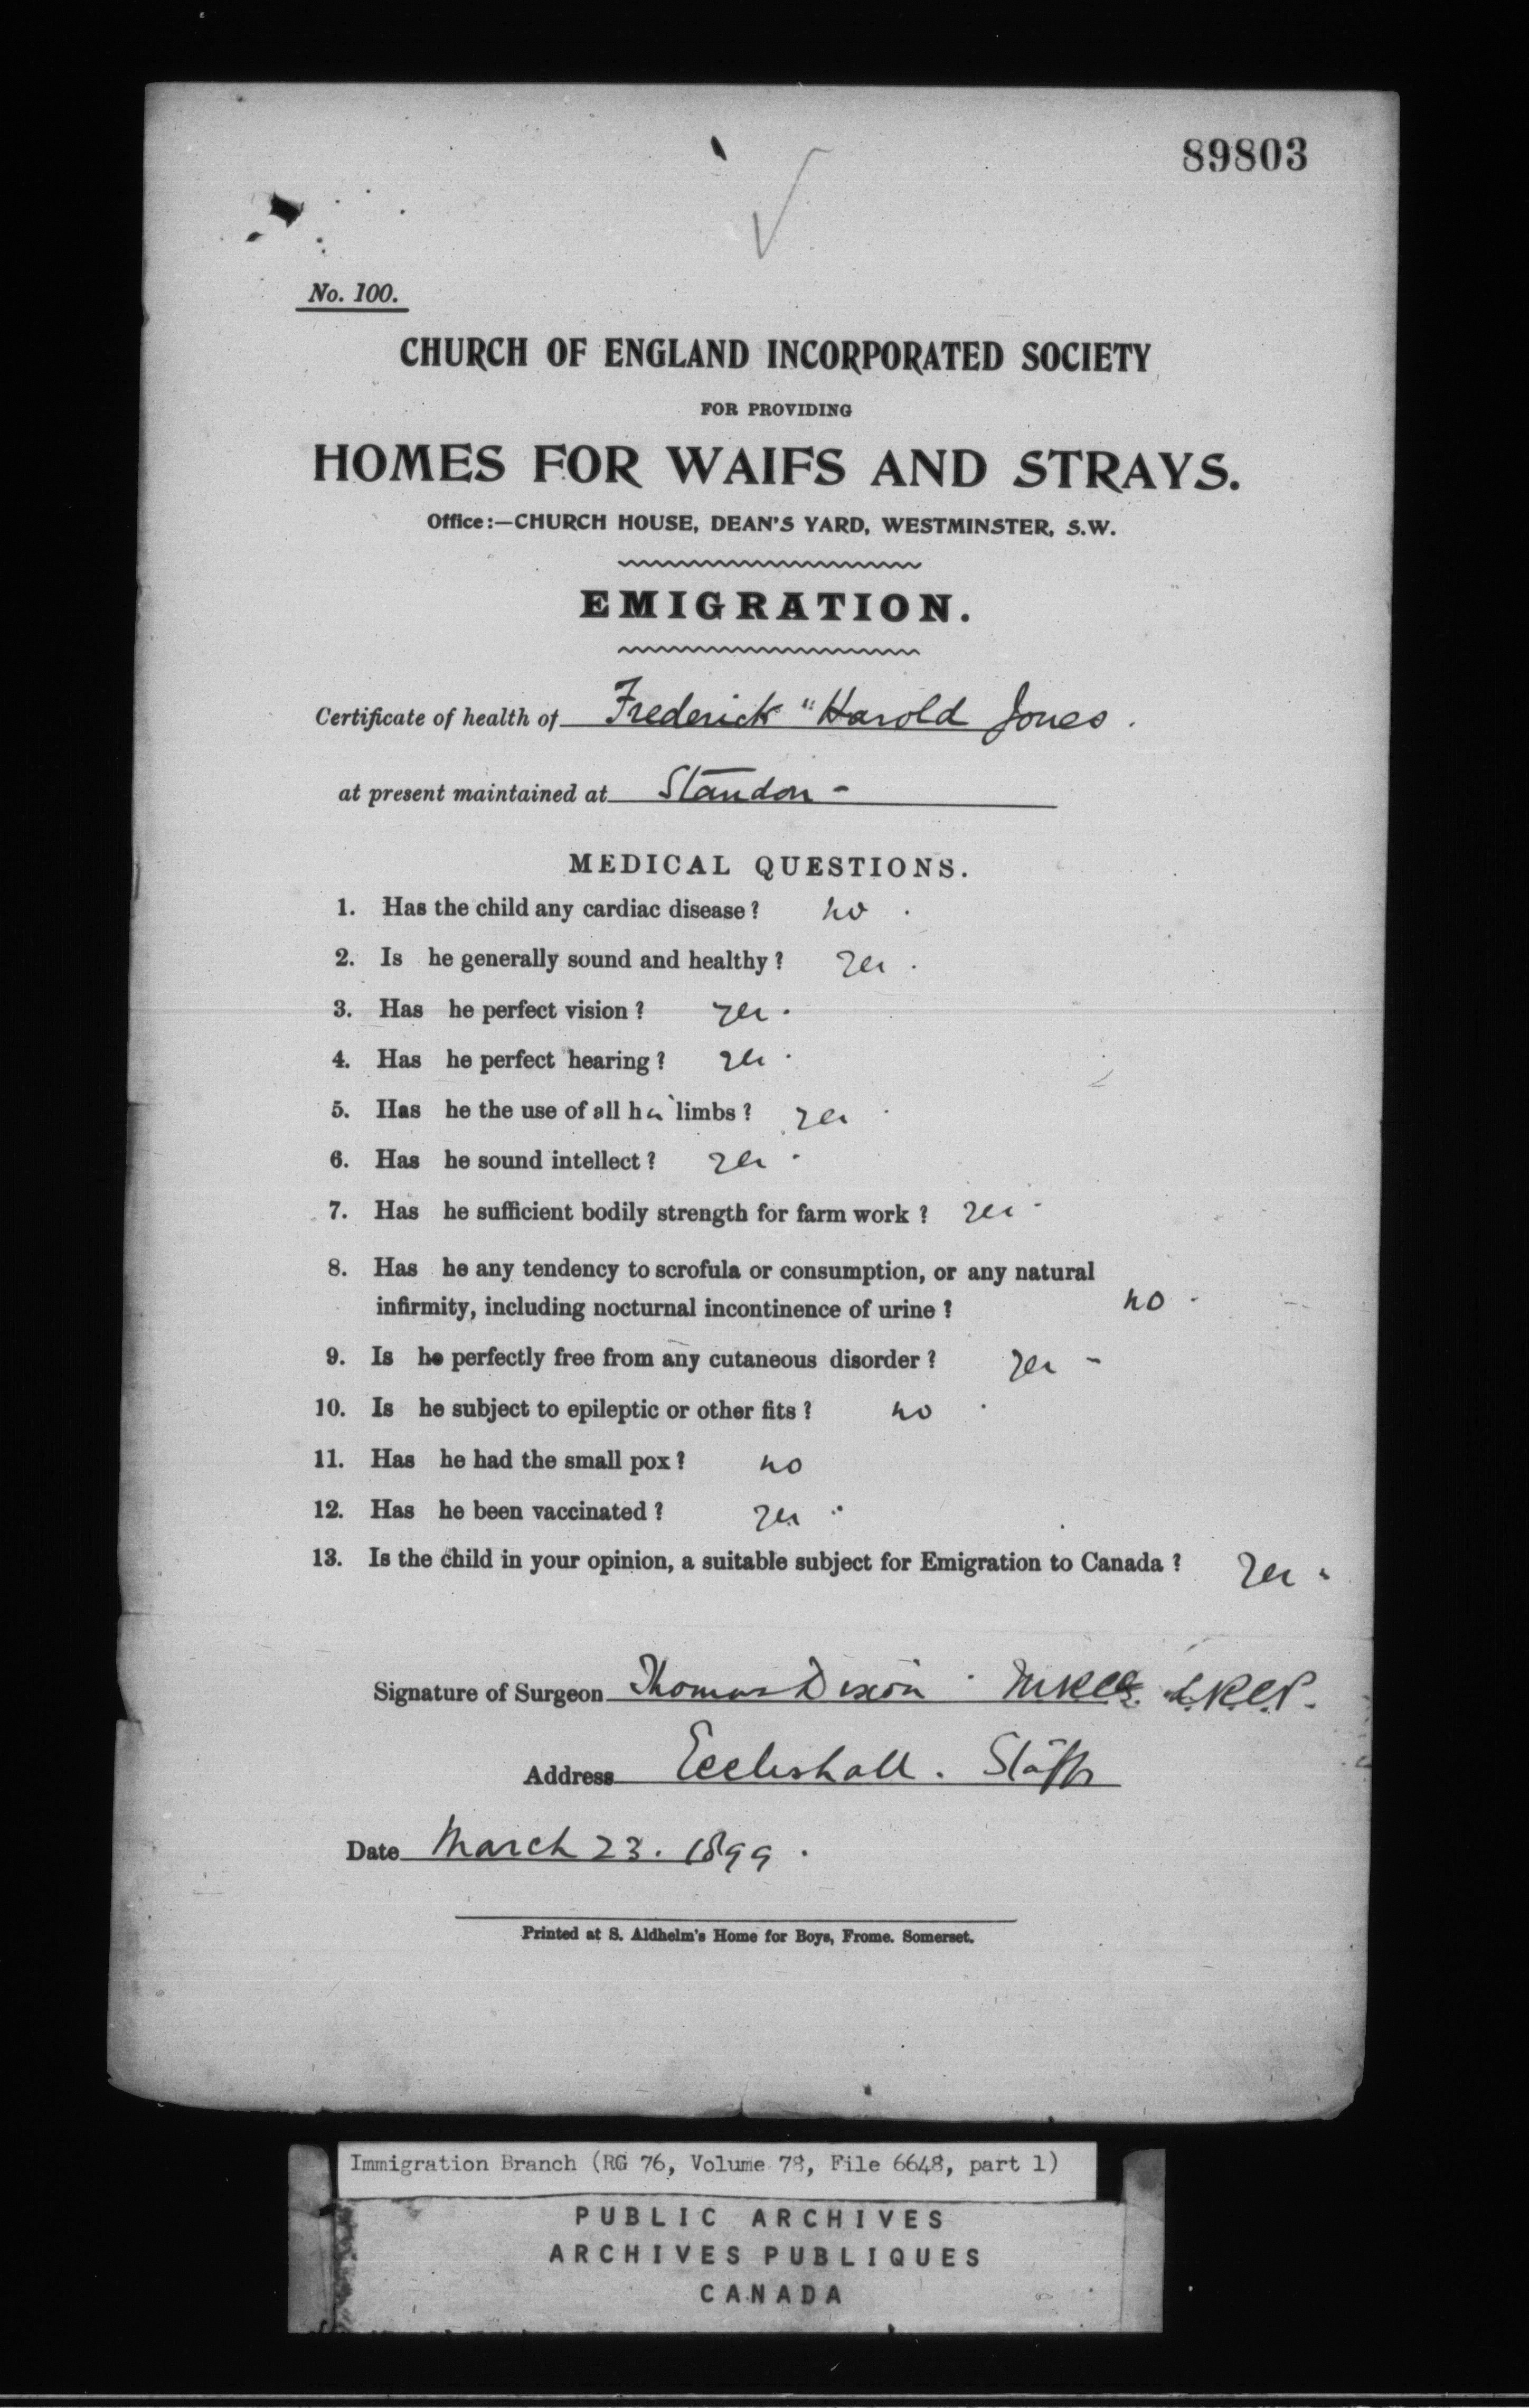 89803
No. 100.
CHURCH OF ENGLAND INCORPORATED SOCIETY
FOR PROVIDING
HOMES FOR WAIFS AND STRAYS.
Office:—CHURCH HOUSE, DEAN'S YARD, WESTMINSTER, S.W.
EMIGRATION.
Certificate of health of Frederick "Harold Jones.
at present maintained at Standon -
MEDICAL QUESTIONS.
1. Has the child any cardiac disease? no.
2. Is he generally sound and healthy? Yes.
3. Has he perfect vision? yes.
4. Has he perfect hearing? yes.
5. Has he the use of all his limbs? yes.
6. Has he sound intellect? yes.
7. Has he sufficient bodily strength for farm work? yes -
8. Has he any tendency to scrofula or consumption, or any natural
infirmity, including nocturnal incontinence of urine? no -
9. Is he perfectly free from any cutaneous disorder? yes -
10. Is he subject to epileptic or other fits? no.
11. Has he had the small pox? no
12. Has he been vaccinated? yes.
13. Is the child in your opinion, a suitable subject for Emigration to Canada? Yes.
Signature of Surgeon Thomas Dixon. MRCS. L.R.C.P.
Address Eccleshall. Staffs
Date March 23. 1899.
Printed at S. Aldhelm's Home for Boys, Frome. Somerset.
Immigration Branch (RG 76, Volume 78, File 6648, part 1)
PUBLIC ARCHIVES
ARCHIVES PUBLIQUES
CANADA